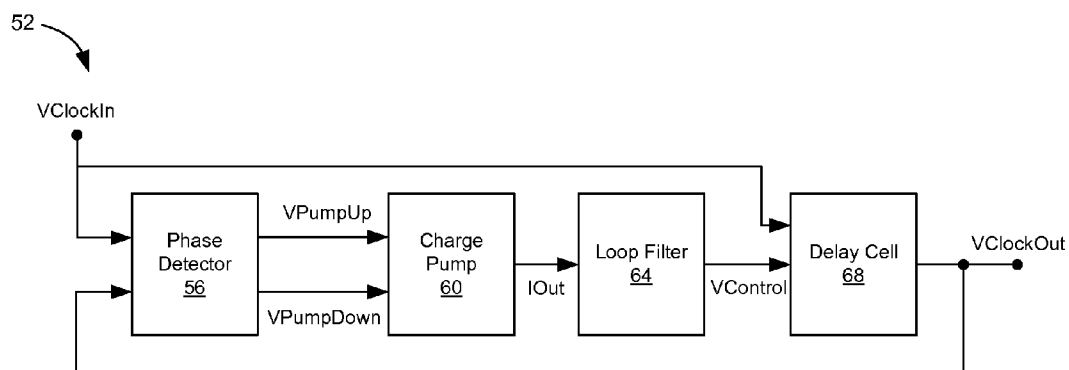 52
VClockIn
Phase
Detector
56
VPumpUp
VPumpDown
Charge
Pump
60
IOut
Loop Filter
64
VControl
Delay Cell
68
VClockOut